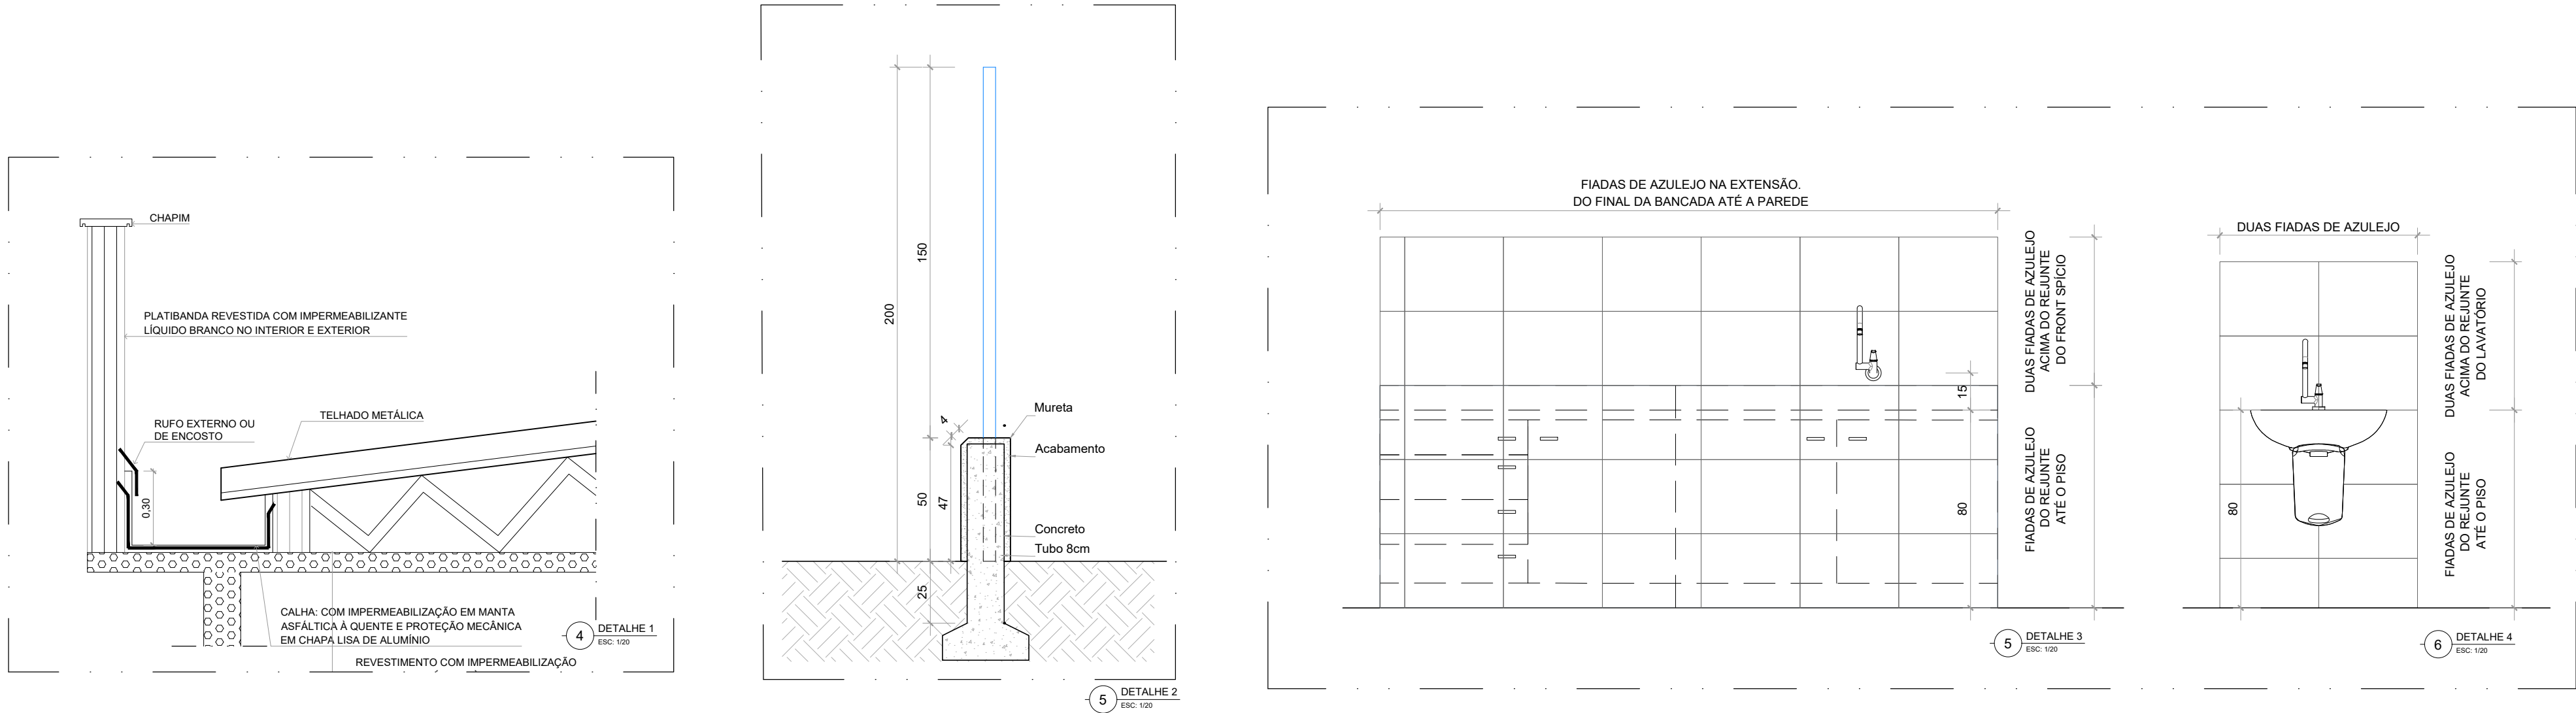 CHAPIM
PLATIBANDA REVESTIDA COM IMPERMEABILIZANTE
LÍQUIDO BRANCO NO INTERIOR E EXTERIOR
RUFO EXTERNO OU
DE ENCOSTO
TELHADO METÁLICA
0,30
CALHA: COM IMPERMEABILIZAÇÃO EM MANTA
ASFÁLTICA À QUENTE E PROTEÇÃO MECÂNICA
EM CHAPA LISA DE ALUMÍNIO
REVESTIMENTO COM IMPERMEABILIZAÇÃO
4
DETALHE 1
ESC: 1/20
200
150
4
50
47
25
Mureta
Acabamento
Concreto
Tubo 8cm
5
DETALHE 2
ESC: 1/20
FIADAS DE AZULEJO NA EXTENSÃO.
DO FINAL DA BANCADA ATÉ A PAREDE
DUAS FIADAS DE AZULEJO
ACIMA DO REJUNTE
DO FRONT SPÍCIO
15
80
FIADAS DE AZULEJO
DO REJUNTE
ATÉ O PISO
5
DETALHE 3
ESC: 1/20
DUAS FIADAS DE AZULEJO
DUAS FIADAS DE AZULEJO
ACIMA DO REJUNTE
DO LAVATÓRIO
80
FIADAS DE AZULEJO
DO REJUNTE
ATÉ O PISO
6
DETALHE 4
ESC: 1/20